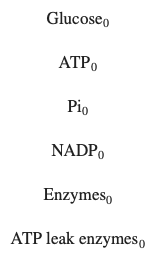 Glucose₀
ATP₀
Pi₀
NADP₀
Enzymes₀
ATP leak enzymes₀